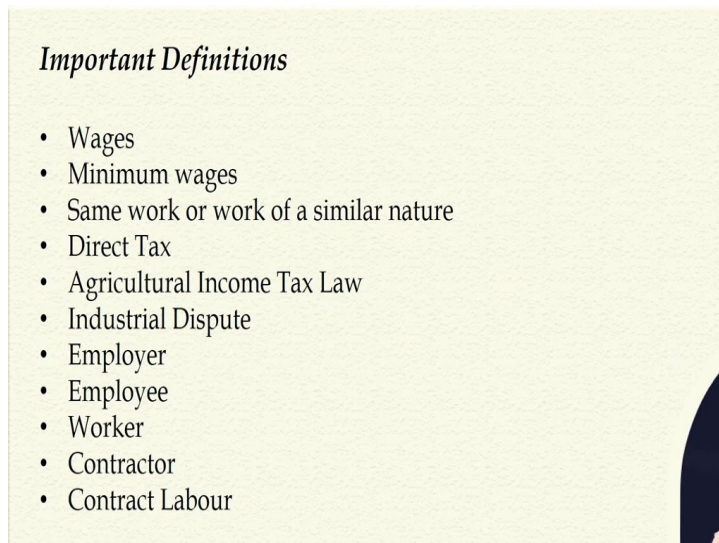 Important Definitions
• Wages
• Minimum wages
• Same work or work of a similar nature
• Direct Tax
• Agricultural Income Tax Law
• Industrial Dispute
• Employer
• Employee
• Worker
• Contractor
• Contract Labour